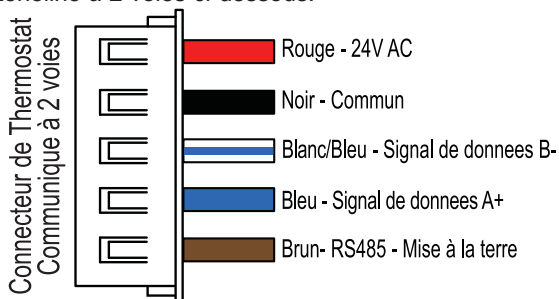 Connecteur de Thermostat
Communique à 2 voies
Rouge - 24V AC
Noir - Commun
Blanc/Bleu - Signal de donnees B-
Bleu - Signal de donnees A+
Brun- RS485 - Mise à la terre